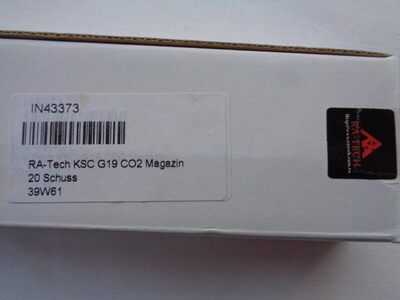 IN43373
RA-Tech KSC G19 CO2 Magazin
20 Schuss
39W61
RA-TECH